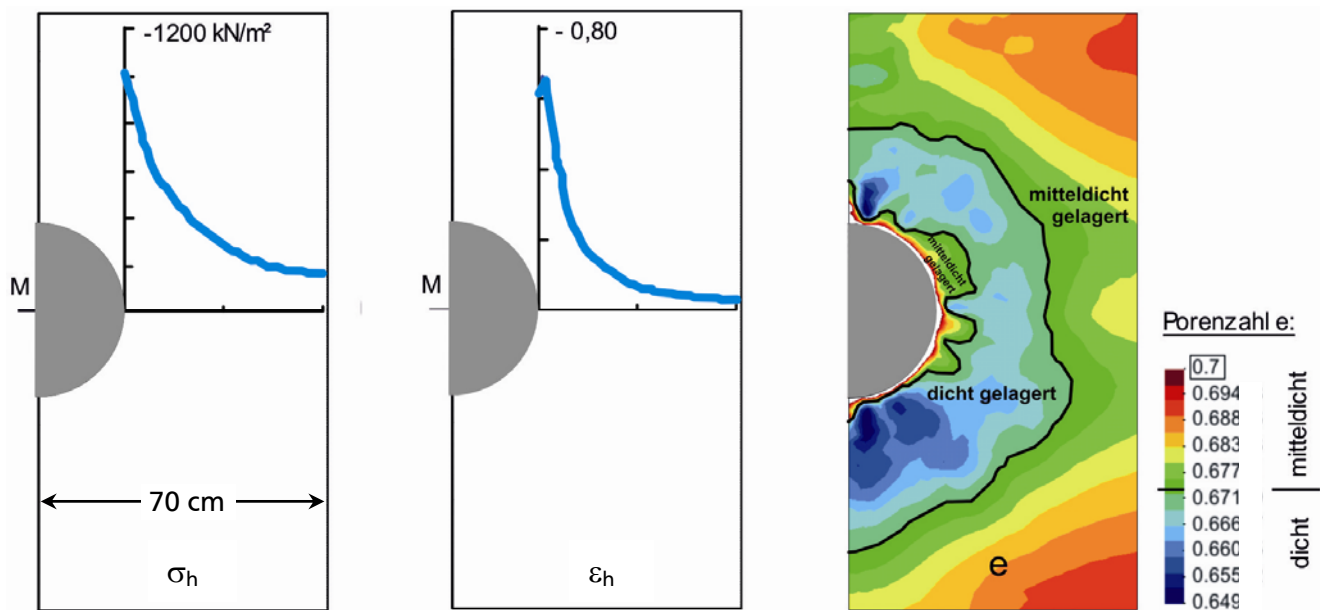 -1200 kN/m²
M
70 cm
σh
- 0,80
M
εh
mitteldicht
gelagert
mitteldicht
gelagert
dicht gelagert
e
Porenzahl e:
0.7
0.694
0.688
0.683
0.677
0.671
0.666
0.660
0.655
0.649
mitteldicht
dicht